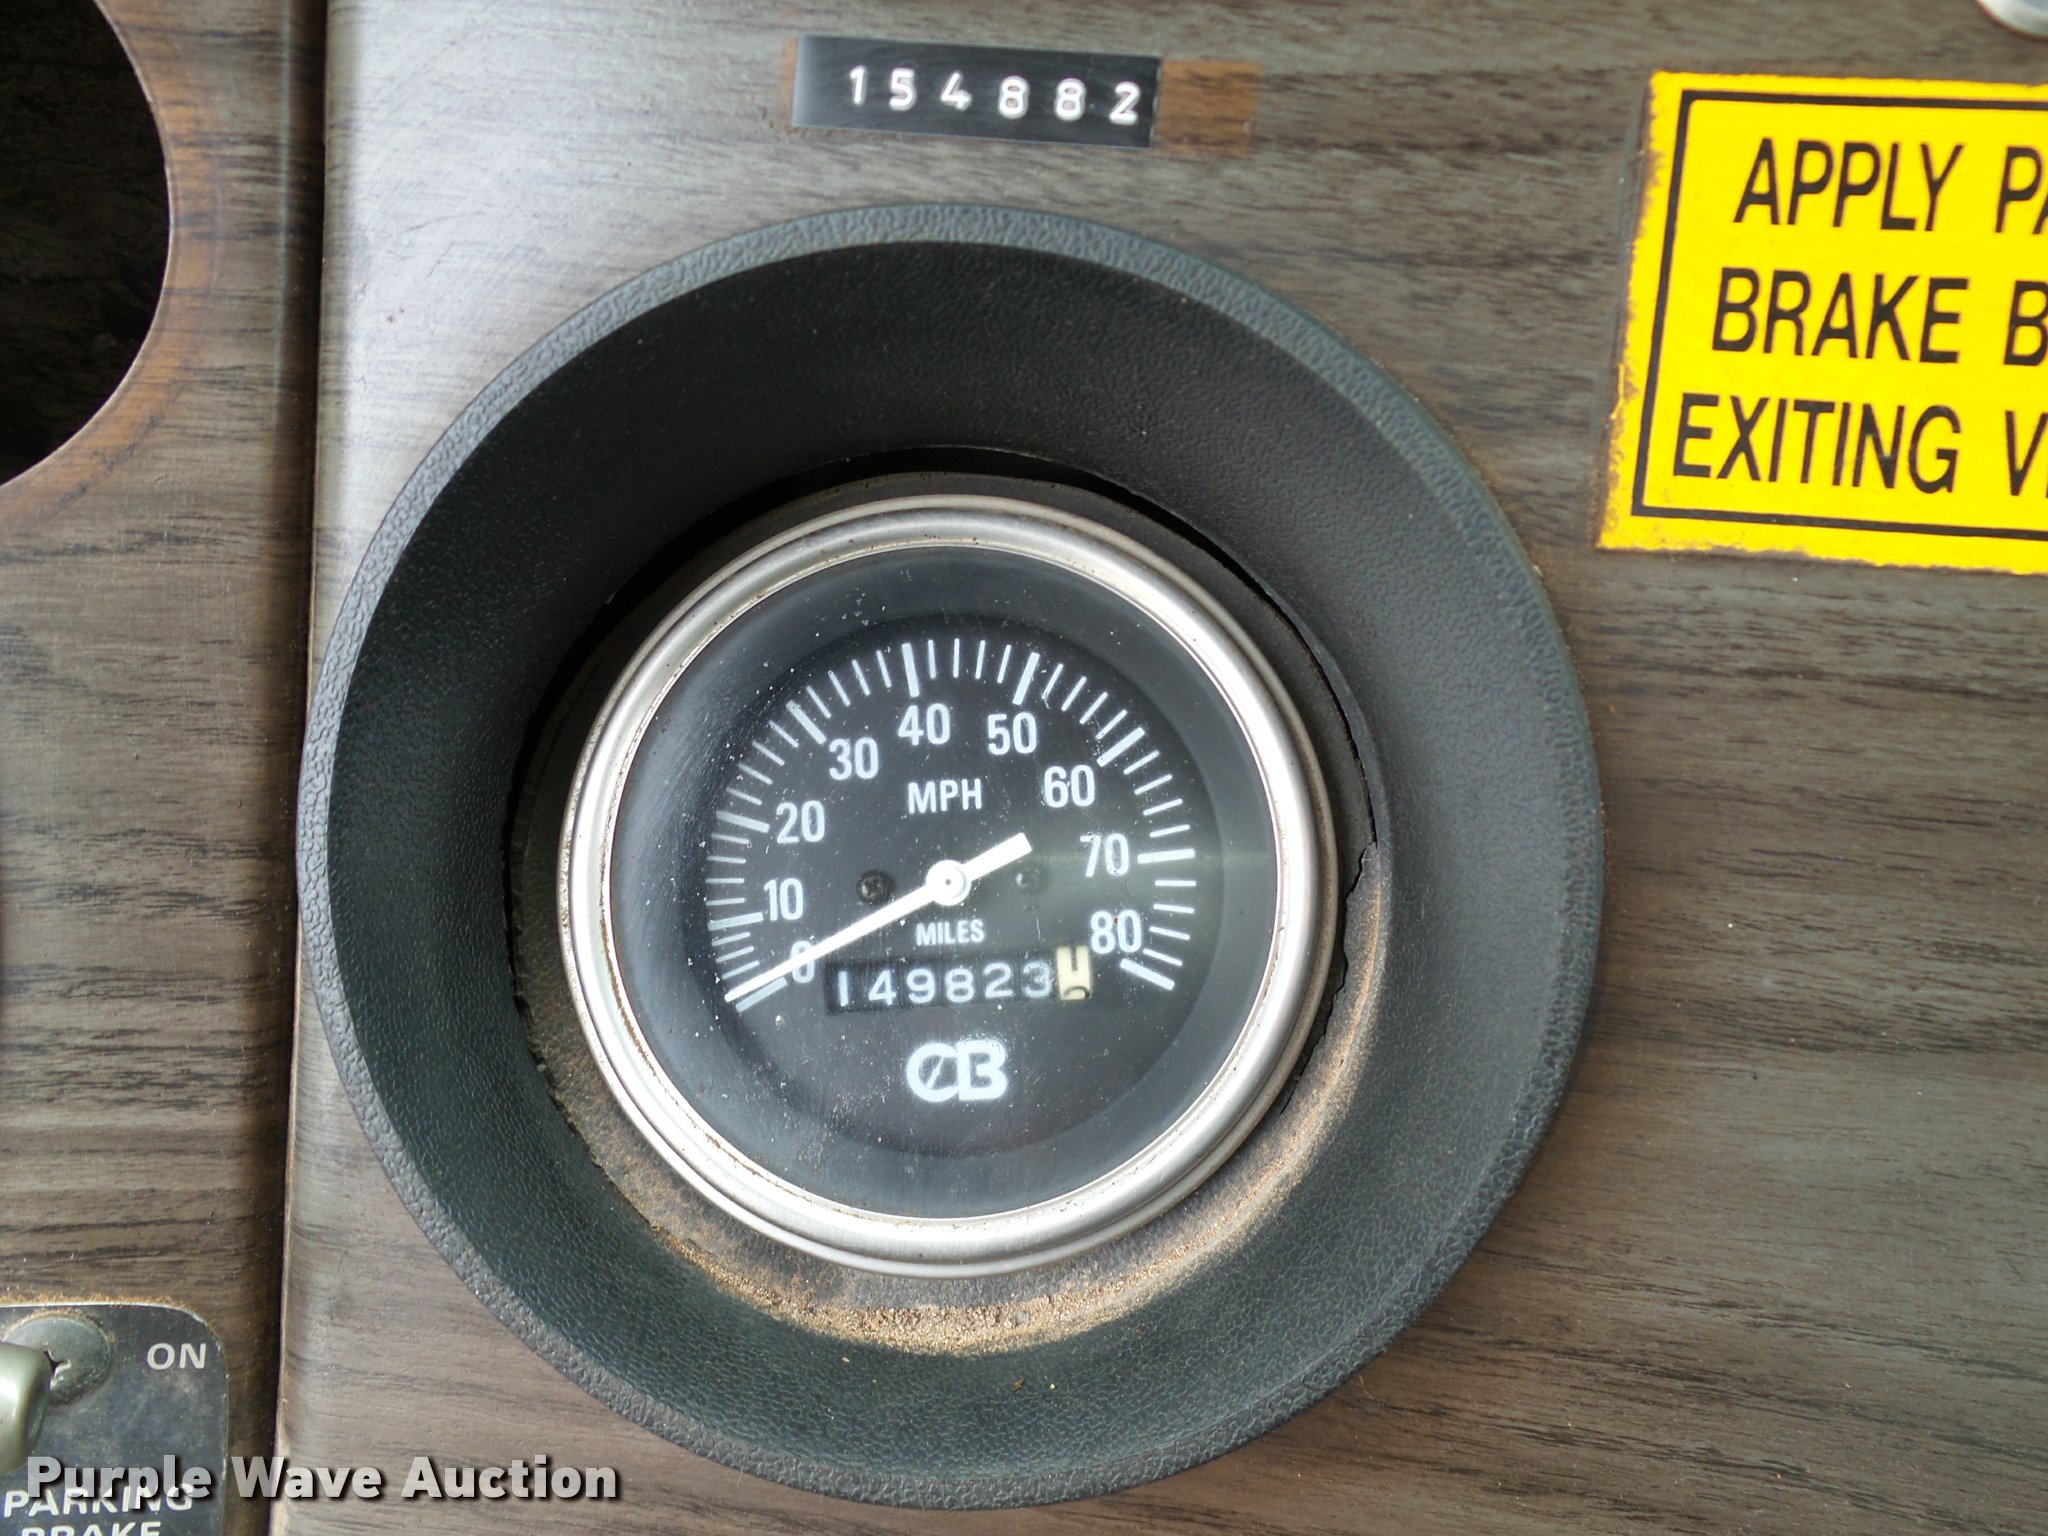 154882
APPLY PA
BRAKE B
EXITING V
40
50
30
60
MPH
20
70
10
MILES
80
0
149823
CB
ON
Purple Wave Auction
PARKING
BRAKE